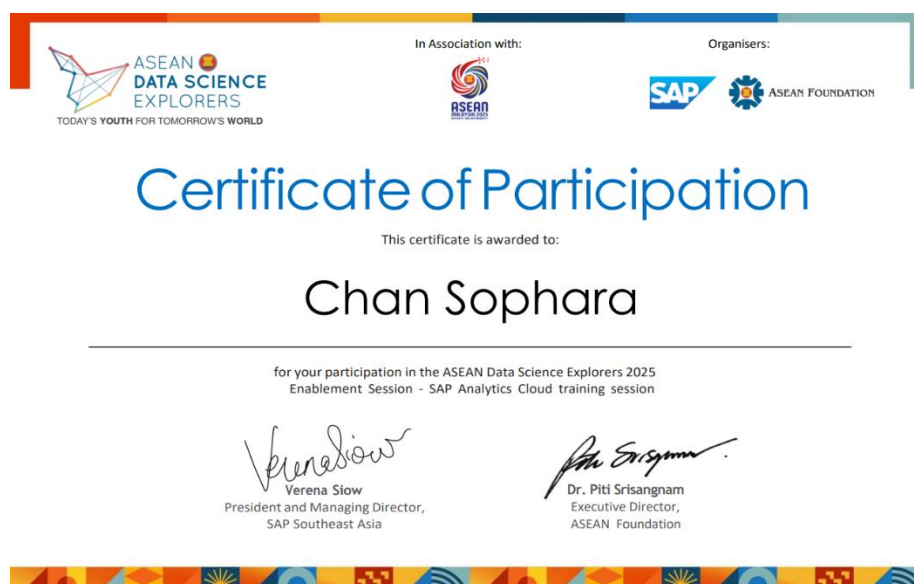 ASEAN
DATA SCIENCE
EXPLORERS
TODAY'S YOUTH FOR TOMORROW'S WORLD
In Association with:
ASEAN
MALAYSIA 2025
Organisers:
SAP
ASEAN FOUNDATION
Certificate of Participation
This certificate is awarded to:
Chan Sophara
for your participation in the ASEAN Data Science Explorers 2025
Enablement Session - SAP Analytics Cloud training session
Verena Siow
Verena Siow
President and Managing Director,
SAP Southeast Asia
Dr. Piti Srisangnam
Executive Director,
ASEAN Foundation